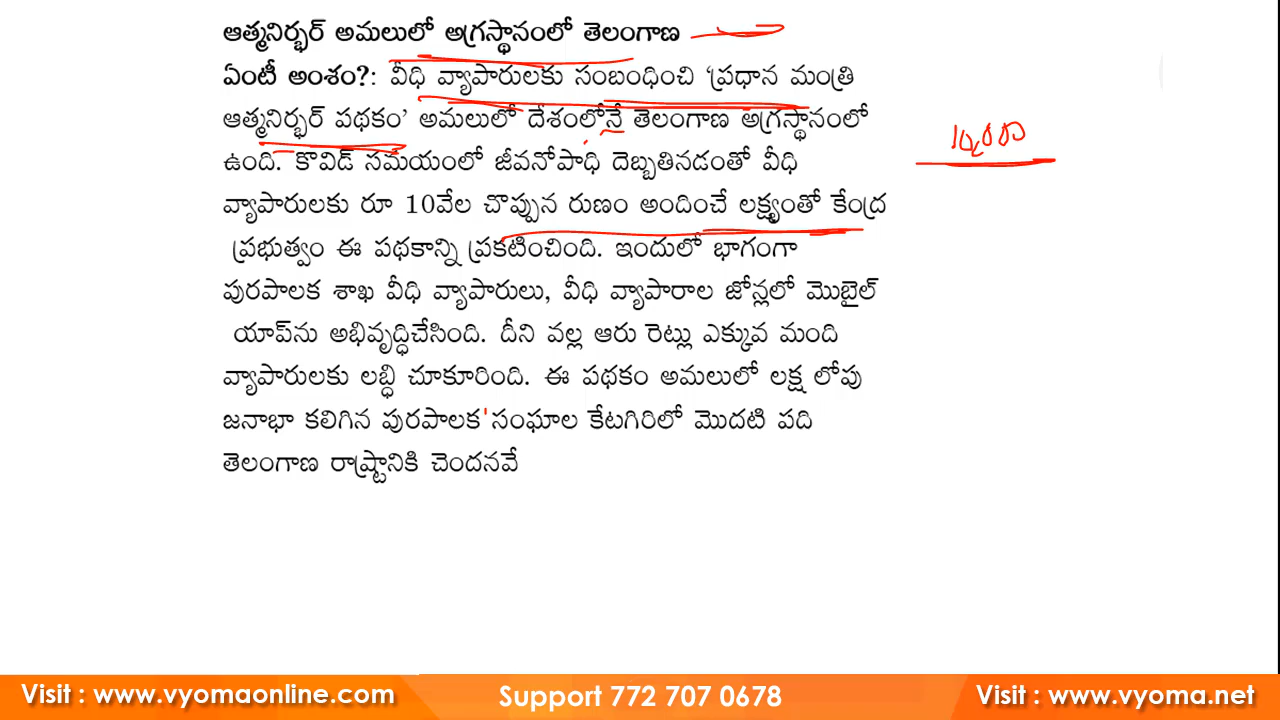 ఆత్మనిర్భర్ అమలులో అగ్రస్థానంలో తెలంగాణ
ఏంటీ అంశం?: వీధి వ్యాపారులకు సంబంధించి ‘ప్రధాన మంత్రి
ఆత్మనిర్భర్ పథకం’ అమలులో దేశంలోనే తెలంగాణ అగ్రస్థానంలో
10,000
ఉంది. కొవిడ్ సమయంలో జీవనోపాధి దెబ్బతినడంతో వీధి
వ్యాపారులకు రూ 10వేల చొప్పున రుణం అందించే లక్ష్యంతో కేంద్ర
ప్రభుత్వం ఈ పథకాన్ని ప్రకటించింది. ఇందులో భాగంగా
పురపాలక శాఖ వీధి వ్యాపారులు, వీధి వ్యాపారాల జోన్లలో మొబైల్
యాప్‌ను అభివృద్ధిచేసింది. దీని వల్ల ఆరు రెట్లు ఎక్కువ మంది
వ్యాపారులకు లబ్ధి చూకూరింది. ఈ పథకం అమలులో లక్ష లోపు
జనాభా కలిగిన పురపాలక సంఘాల కేటగిరిలో మొదటి పది
తెలంగాణ రాష్ట్రానికి చెందనవే
Visit : www.vyomaonline.com
Support 772 707 0678
Visit : www.vyoma.net